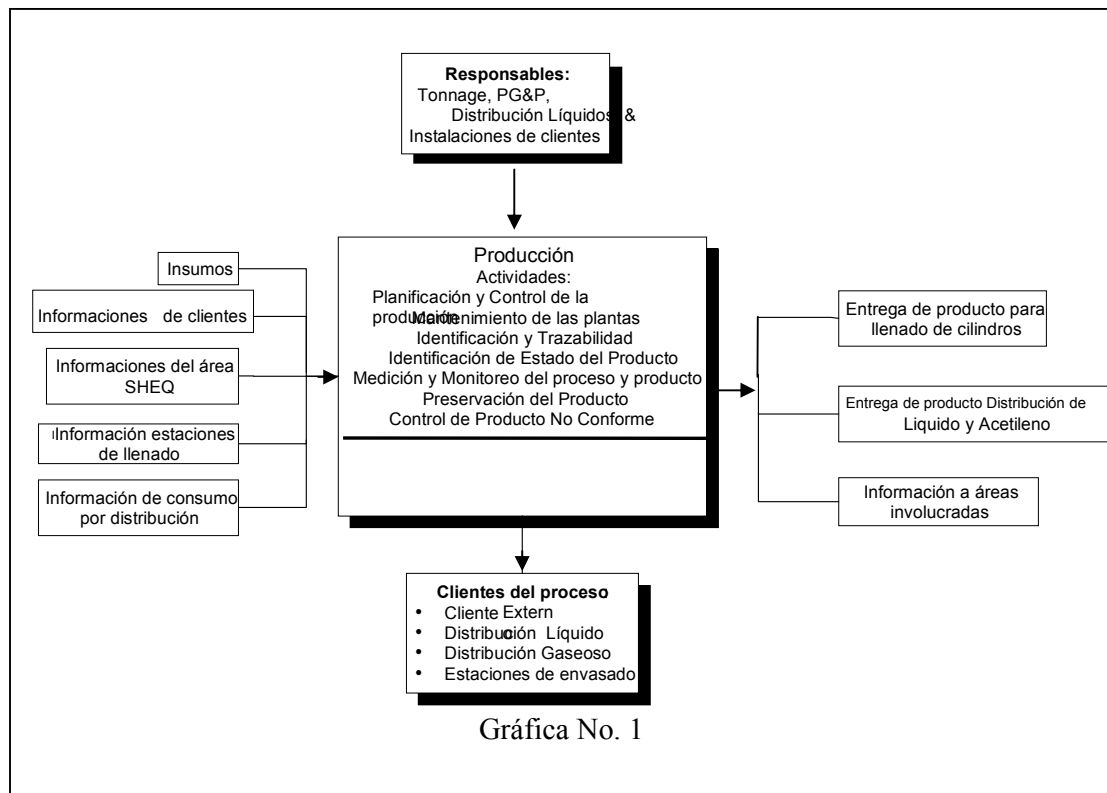 Responsables:
Tonnage, PG&P,
Distribución Líquidos &
Instalaciones de clientes
Insumos
Informaciones de clientes
Informaciones del área
SHEQ
Información estaciones
de llenado
Información de consumo
por distribución
Producción
Actividades:
Planificación y Control de la
producción
Mantenimiento de las plantas
Identificación y Trazabilidad
Identificación de Estado del Producto
Medición y Monitoreo del proceso y producto
Preservación del Producto
Control de Producto No Conforme
Entrega de producto para
llenado de cilindros
Entrega de producto Distribución de
Liquido y Acetileno
Información a áreas
involucradas
Clientes del proceso:
• Cliente Externo
• Distribución Líquido
• Distribución Gaseoso
• Estaciones de envasado
Gráfica No. 1